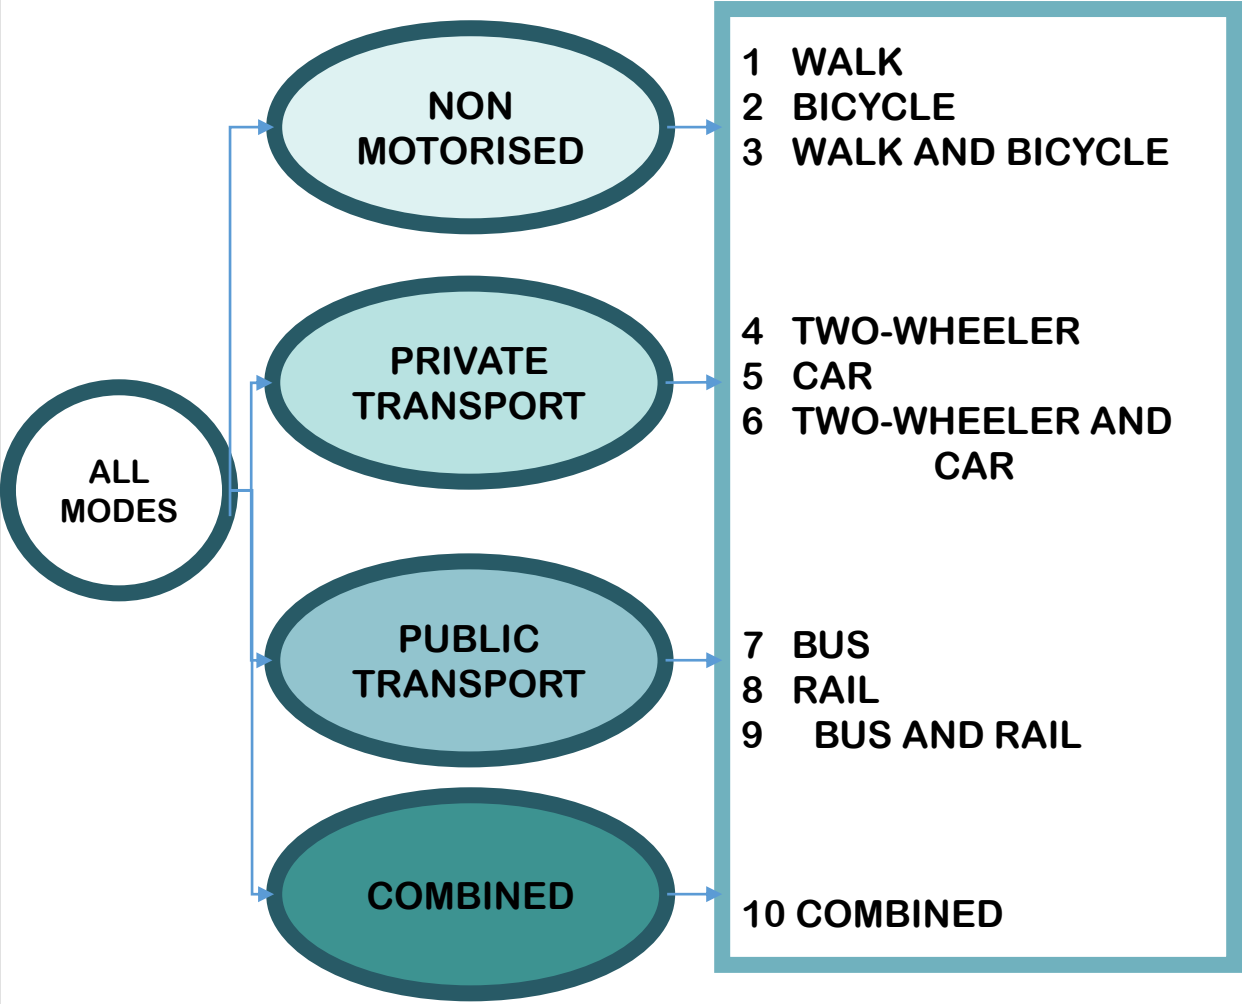 ALL
MODES
NON
MOTORISED
PRIVATE
TRANSPORT
PUBLIC
TRANSPORT
COMBINED
1 WALK
2 BICYCLE
3 WALK AND BICYCLE
4 TWO-WHEELER
5 CAR
6 TWO-WHEELER AND
CAR
7 BUS
8 RAIL
9 BUS AND RAIL
10 COMBINED